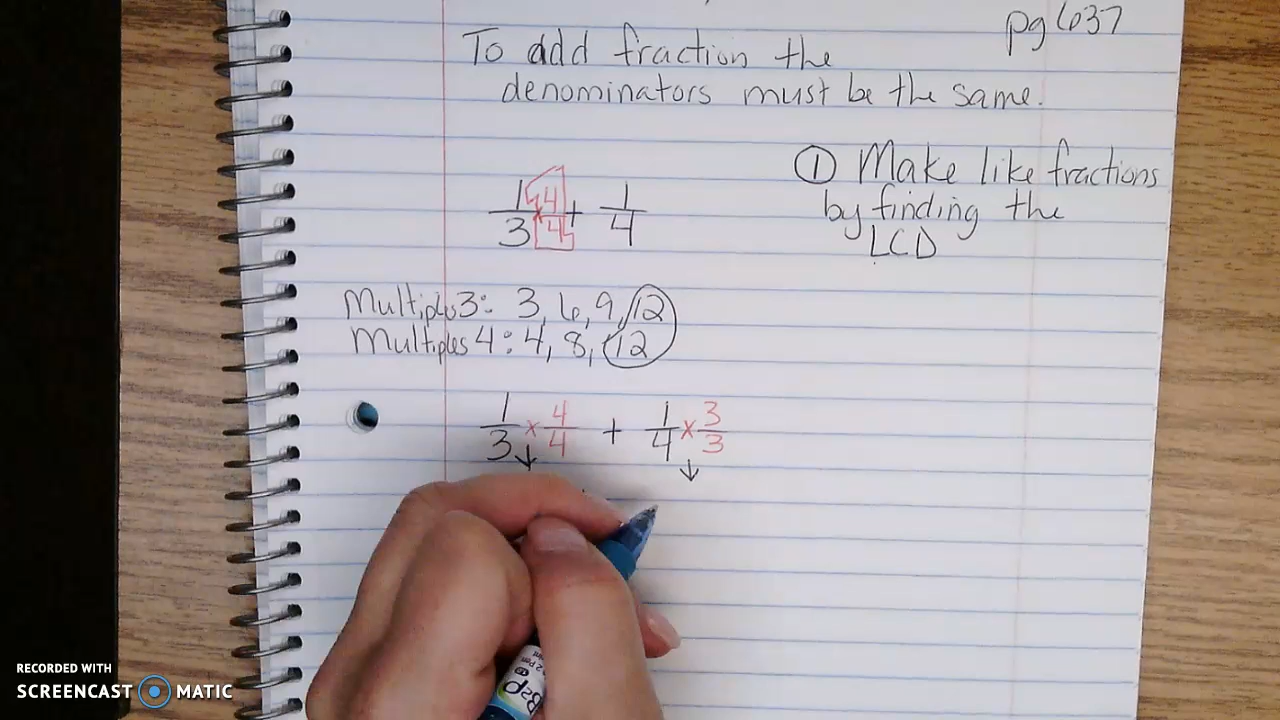 pg 637
To add fraction the
denominators must be the same.
① Make like fractions
by finding the
LCD
1/3 × 4/4 + 1/4
Multiples 3: 3, 6, 9, 12
Multiples 4: 4, 8, 12
1/3 × 4/4 + 1/4 × 3/3
↓ ↓
RECORDED WITH
SCREENCAST MATIC